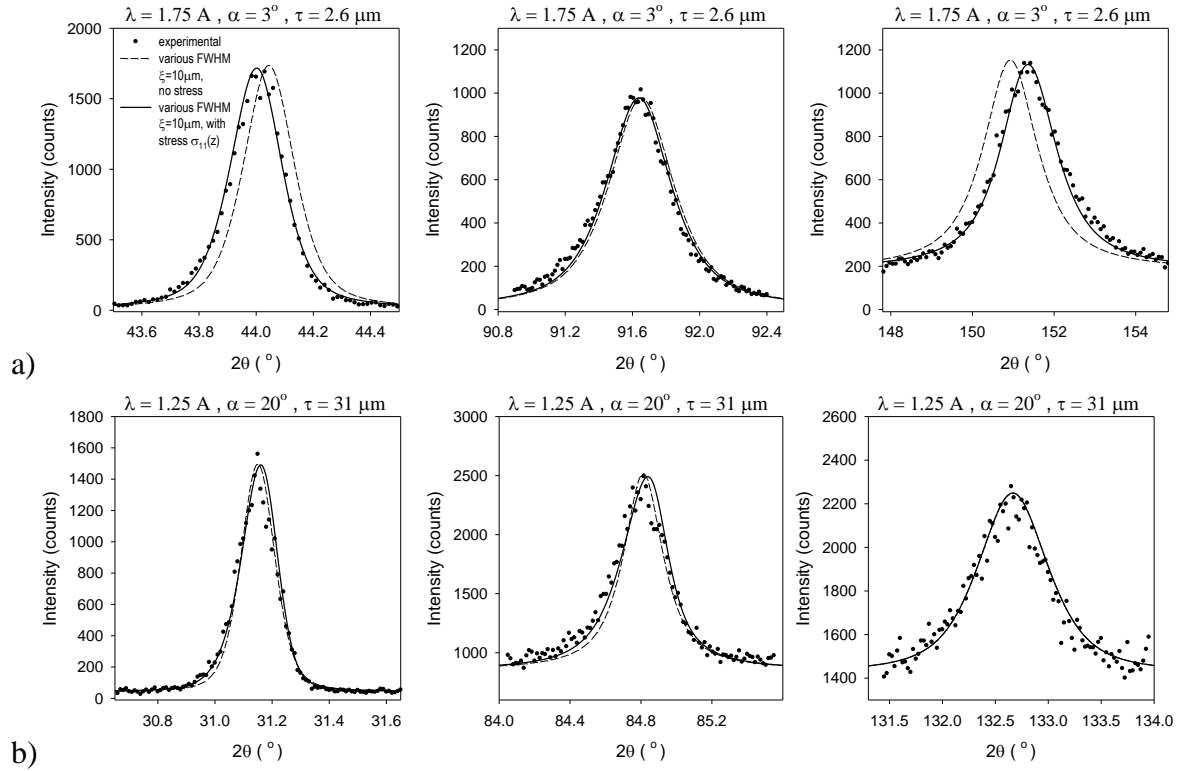 λ = 1.75 A , α = 3° , τ = 2.6 μm
2000
1500
1000
500
0
Intensity (counts)
experimental
various FWHM
ξ=10μm,
no stress
various FWHM
ξ=10μm, with
stress σ₁₁(z)
43.6 43.8 44.0 44.2 44.4
2θ ( ° )
λ = 1.75 A , α = 3° , τ = 2.6 μm
1200
1000
800
600
400
200
0
Intensity (counts)
90.8 91.2 91.6 92.0 92.4
2θ ( ° )
λ = 1.75 A , α = 3° , τ = 2.6 μm
1200
1000
800
600
400
200
0
Intensity (counts)
148 150 152 154
2θ ( ° )
a)
λ = 1.25 A , α = 20° , τ = 31 μm
1800
1600
1400
1200
1000
800
600
400
200
0
Intensity (counts)
30.8 31.0 31.2 31.4 31.6
2θ ( ° )
λ = 1.25 A , α = 20° , τ = 31 μm
3000
2500
2000
1500
1000
Intensity (counts)
84.0 84.4 84.8 85.2
2θ ( ° )
λ = 1.25 A , α = 20° , τ = 31 μm
2600
2400
2200
2000
1800
1600
1400
Intensity (counts)
131.5 132.0 132.5 133.0 133.5 134.0
2θ ( ° )
b)